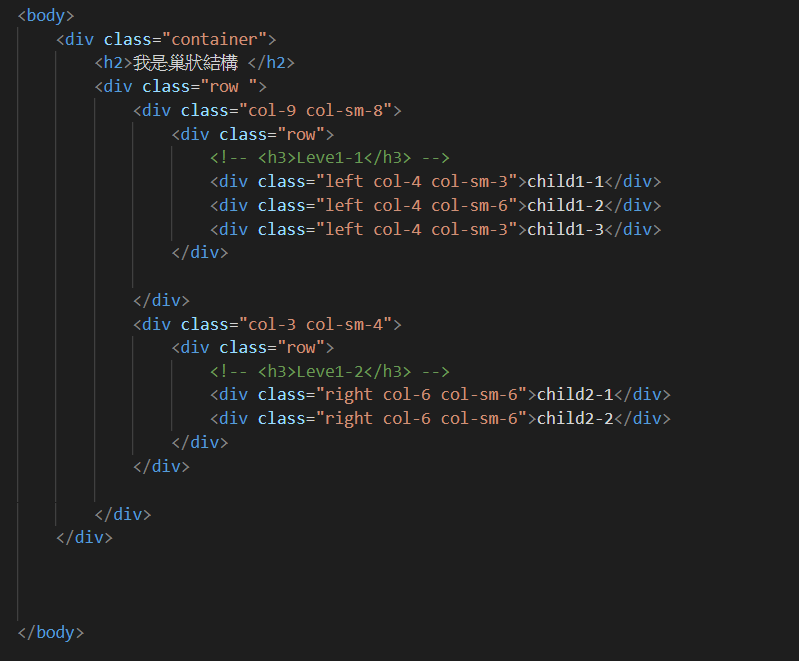 <body>
<div class="container">
<h2>我是巢狀結構 </h2>
<div class="row ">
<div class="col-9 col-sm-8">
<div class="row">
<!-- <h3>Leve1-1</h3> -->
<div class="left col-4 col-sm-3">child1-1</div>
<div class="left col-4 col-sm-6">child1-2</div>
<div class="left col-4 col-sm-3">child1-3</div>
</div>
</div>
<div class="col-3 col-sm-4">
<div class="row">
<!-- <h3>Leve1-2</h3> -->
<div class="right col-6 col-sm-6">child2-1</div>
<div class="right col-6 col-sm-6">child2-2</div>
</div>
</div>
</div>
</div>
</body>